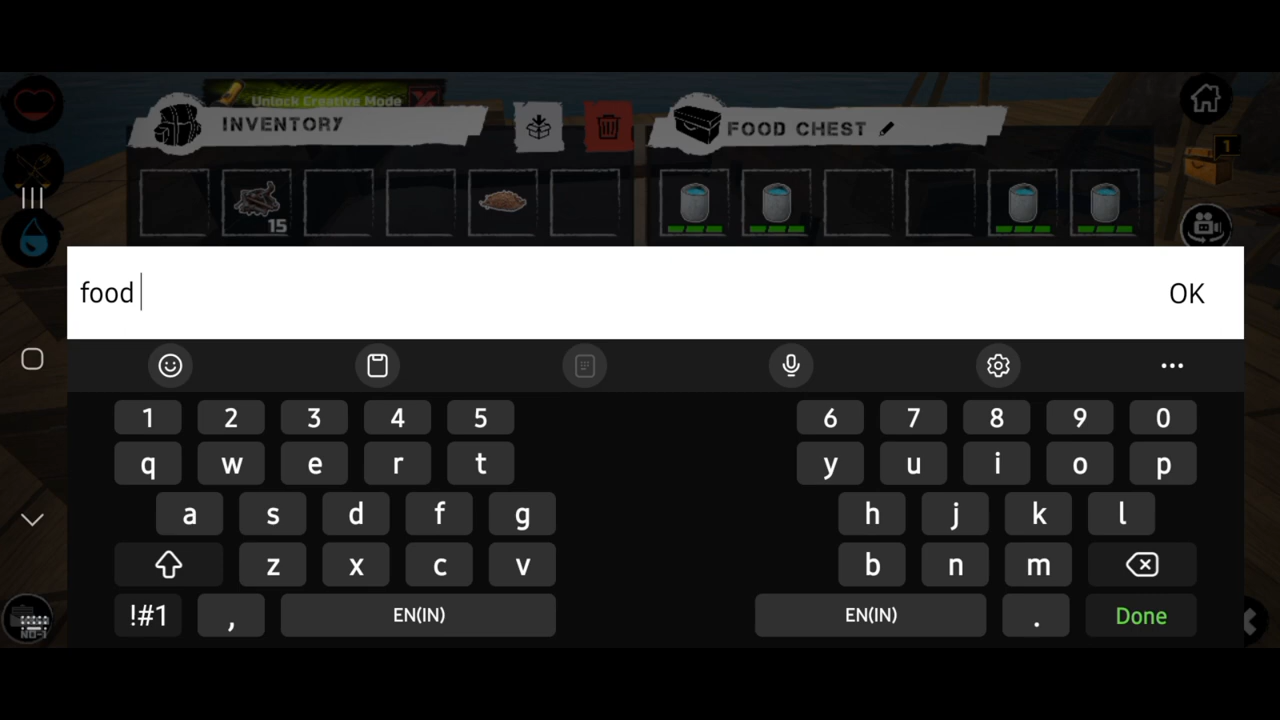 Unlock Creative Mode
INVENTORY
FOOD CHEST
1
15
food
OK
1 2 3 4 5 6 7 8 9 0
q w e r t y u i o p
a s d f g h j k l
z x c v b n m
!#1 , EN(IN) EN(IN) . Done